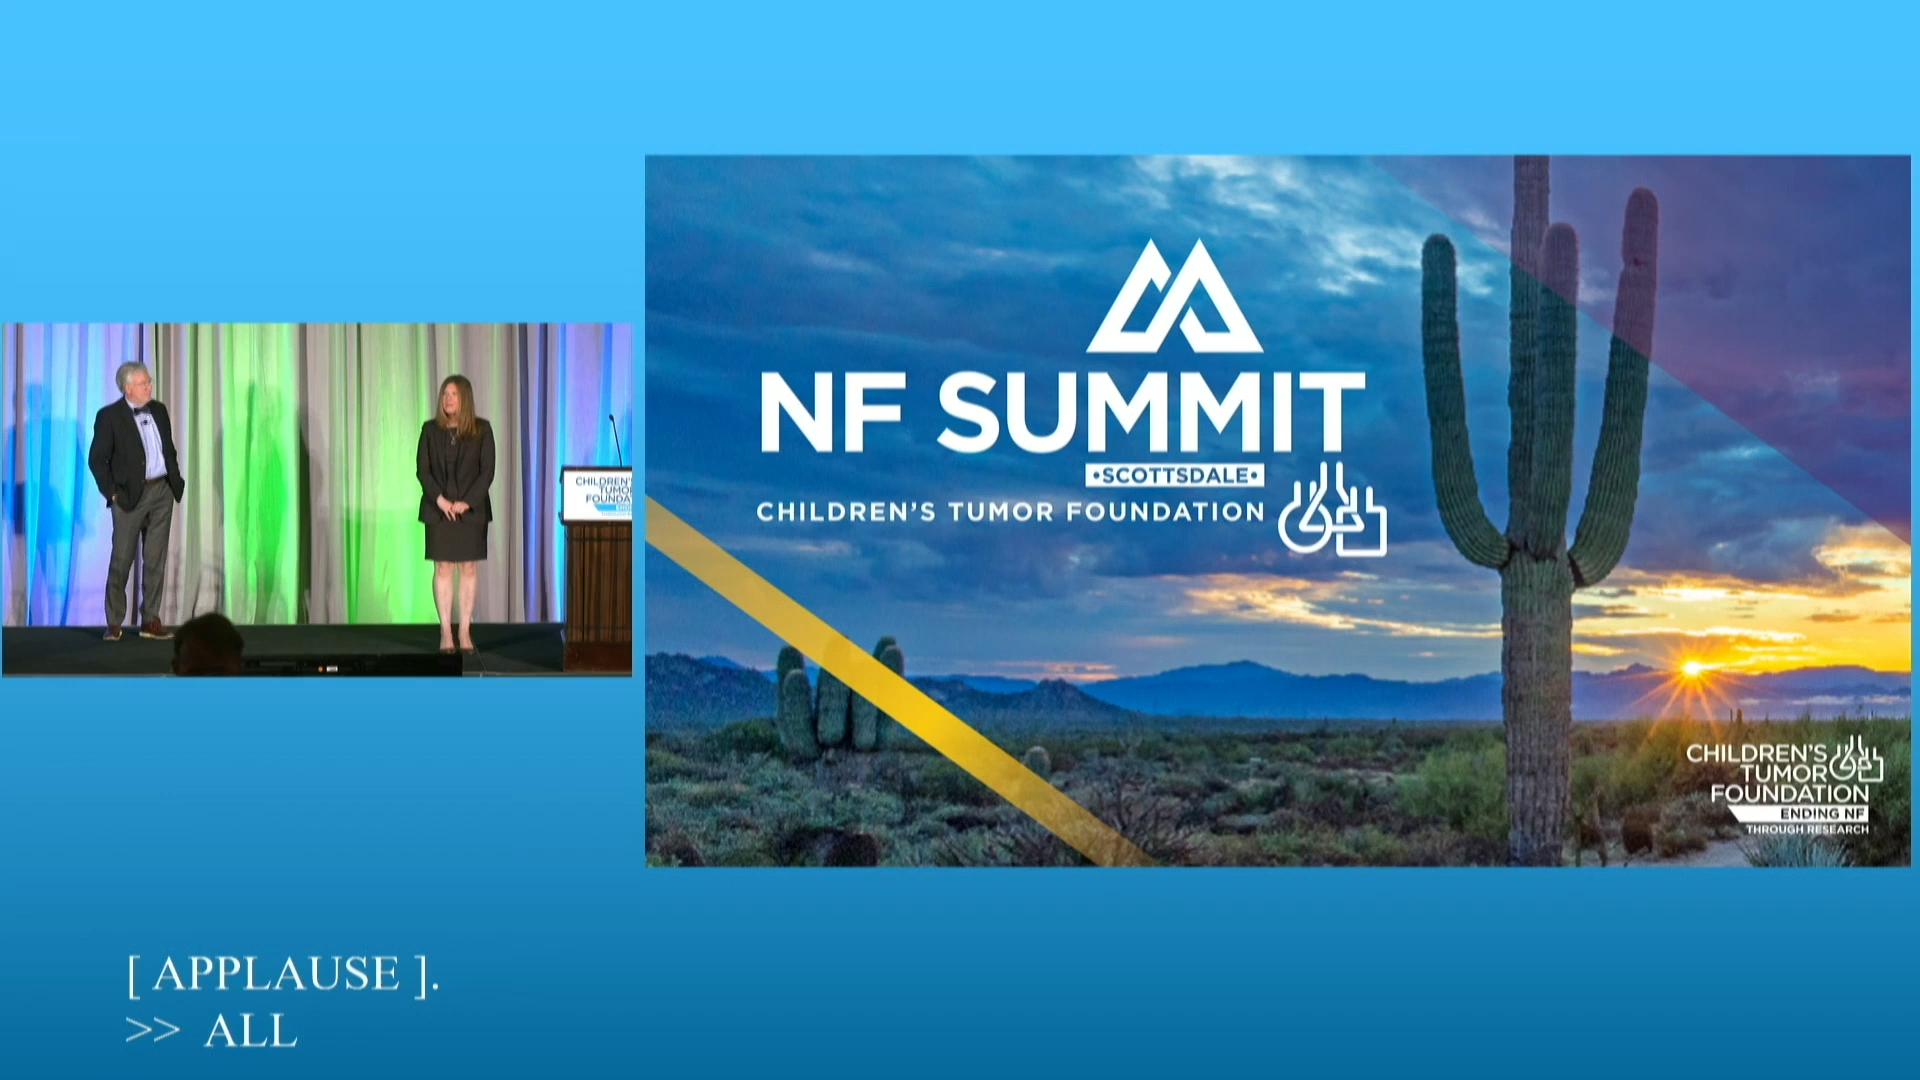 CHILDREN'S
TUMOR
FOUNDA
NF SUMMIT
•SCOTTSDALE•
CHILDREN'S TUMOR FOUNDATION
CHILDREN'S
TUMOR
FOUNDATION
ENDING NF
THROUGH RESEARCH
[ APPLAUSE ].
>> ALL